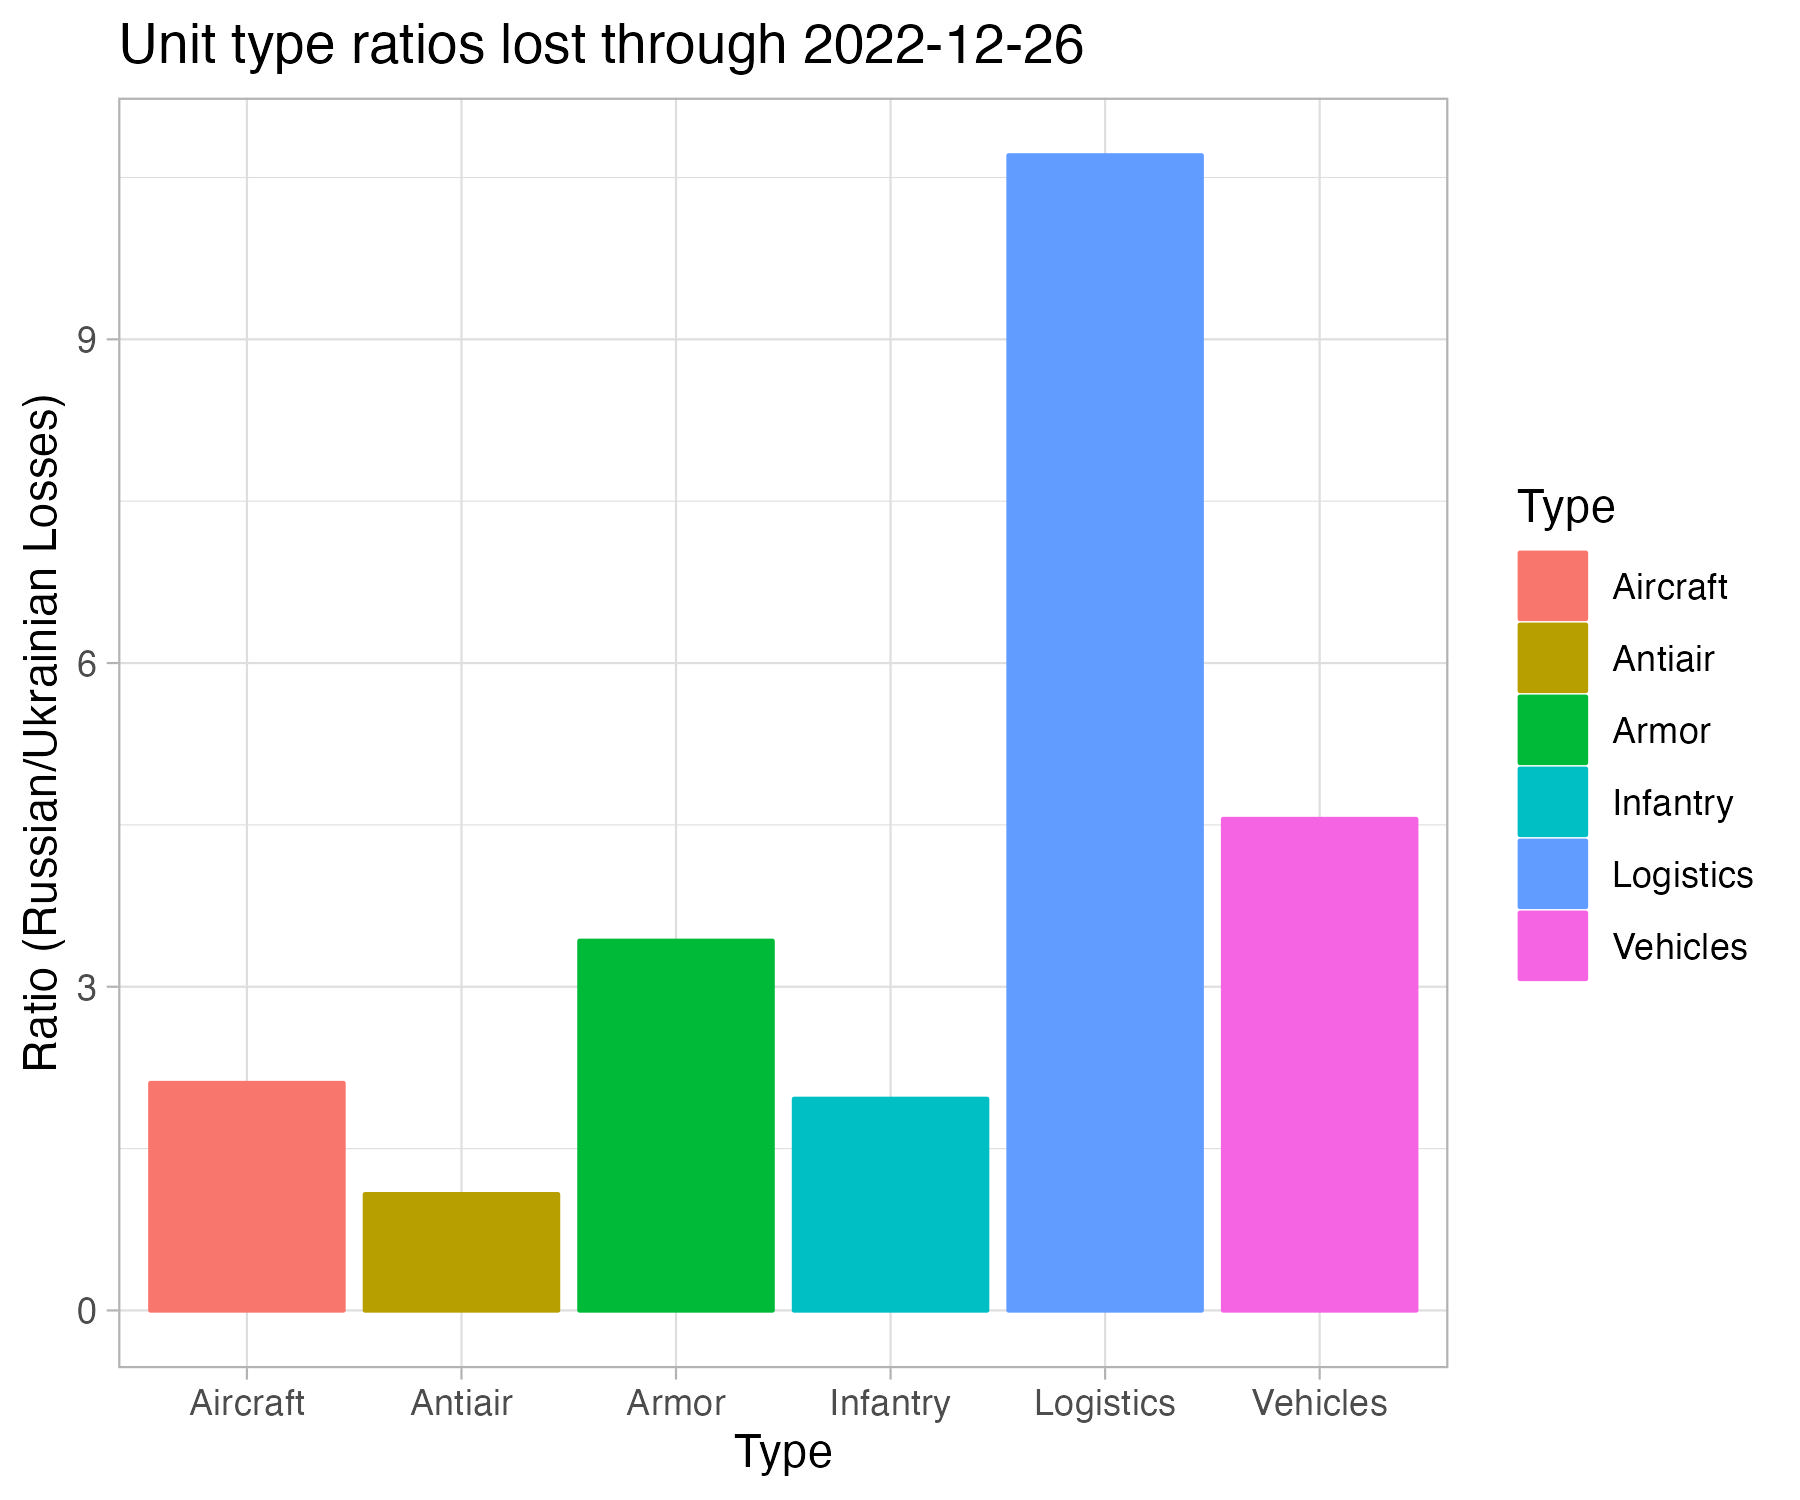 Unit type ratios lost through 2022-12-26
Ratio (Russian/Ukrainian Losses)
9
6
3
0
Aircraft Antiair Armor Infantry Logistics Vehicles
Type
Type
Aircraft
Antiair
Armor
Infantry
Logistics
Vehicles